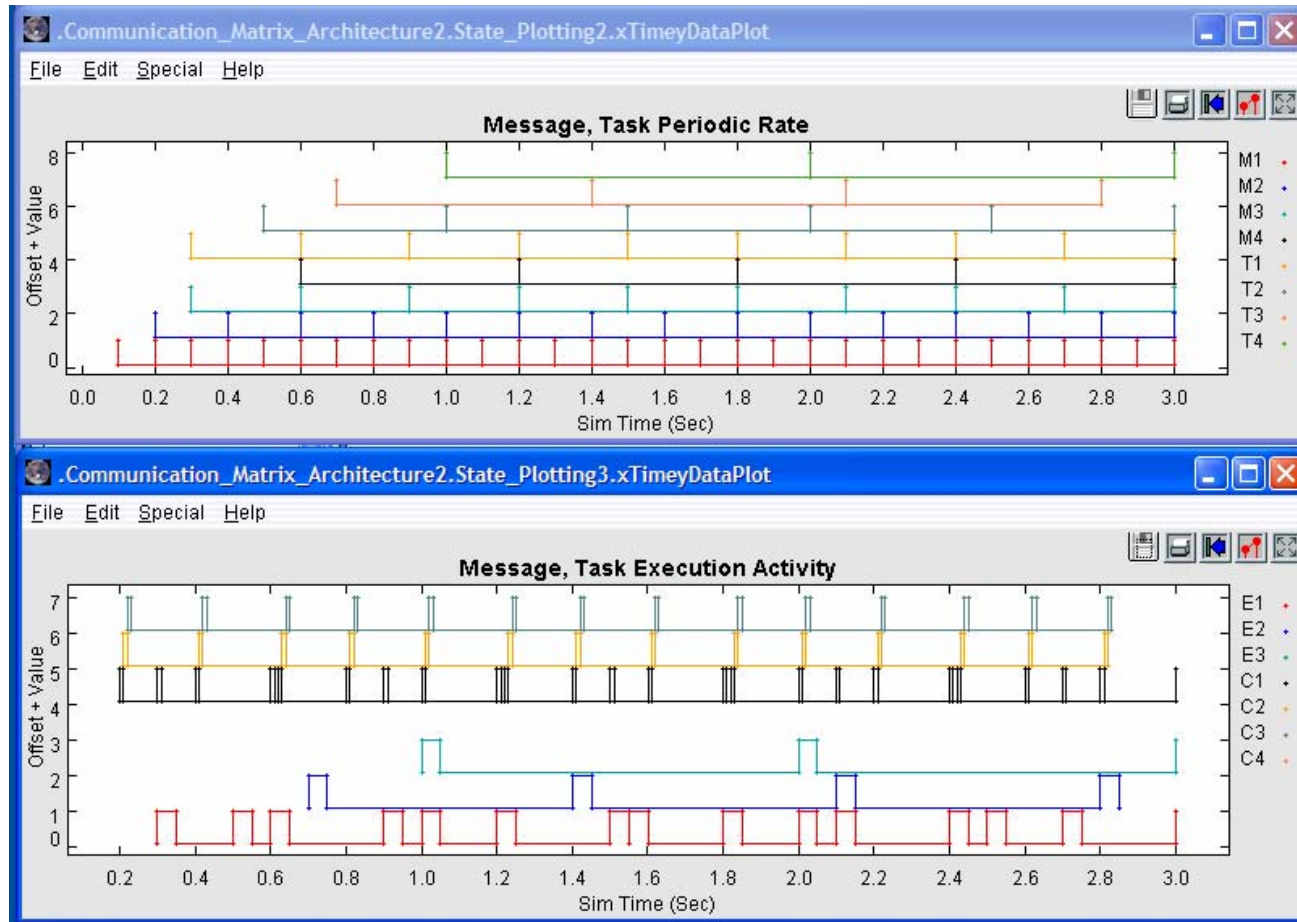 .Communication_Matrix_Architecture2.State_Plotting2.xTimeyDataPlot
File Edit Special Help
Message, Task Periodic Rate
Offset + Value
8
6
4
2
0
0.0 0.2 0.4 0.6 0.8 1.0 1.2 1.4 1.6 1.8 2.0 2.2 2.4 2.6 2.8 3.0
Sim Time (Sec)
M1
M2
M3
M4
T1
T2
T3
T4
.Communication_Matrix_Architecture2.State_Plotting3.xTimeyDataPlot
File Edit Special Help
Message, Task Execution Activity
Offset + Value
7
6
5
4
3
2
1
0
0.2 0.4 0.6 0.8 1.0 1.2 1.4 1.6 1.8 2.0 2.2 2.4 2.6 2.8 3.0
Sim Time (Sec)
E1
E2
E3
C1
C2
C3
C4